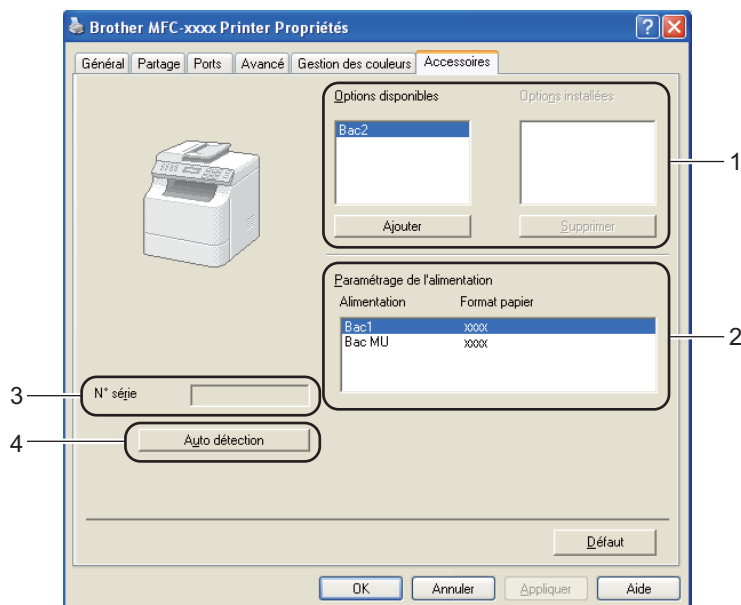 Brother MFC-xxxx Printer Propriétés
Général Partage Ports Avancé Gestion des couleurs Accessoires
Options disponibles Options installées
Bac2
1
Ajouter Supprimer
Paramétrage de l'alimentation
Alimentation Format papier
Bac1 xxxx
Bac MU xxxx
2
3 N° série
4 Auto détection
Défaut
OK Annuler Appliquer Aide